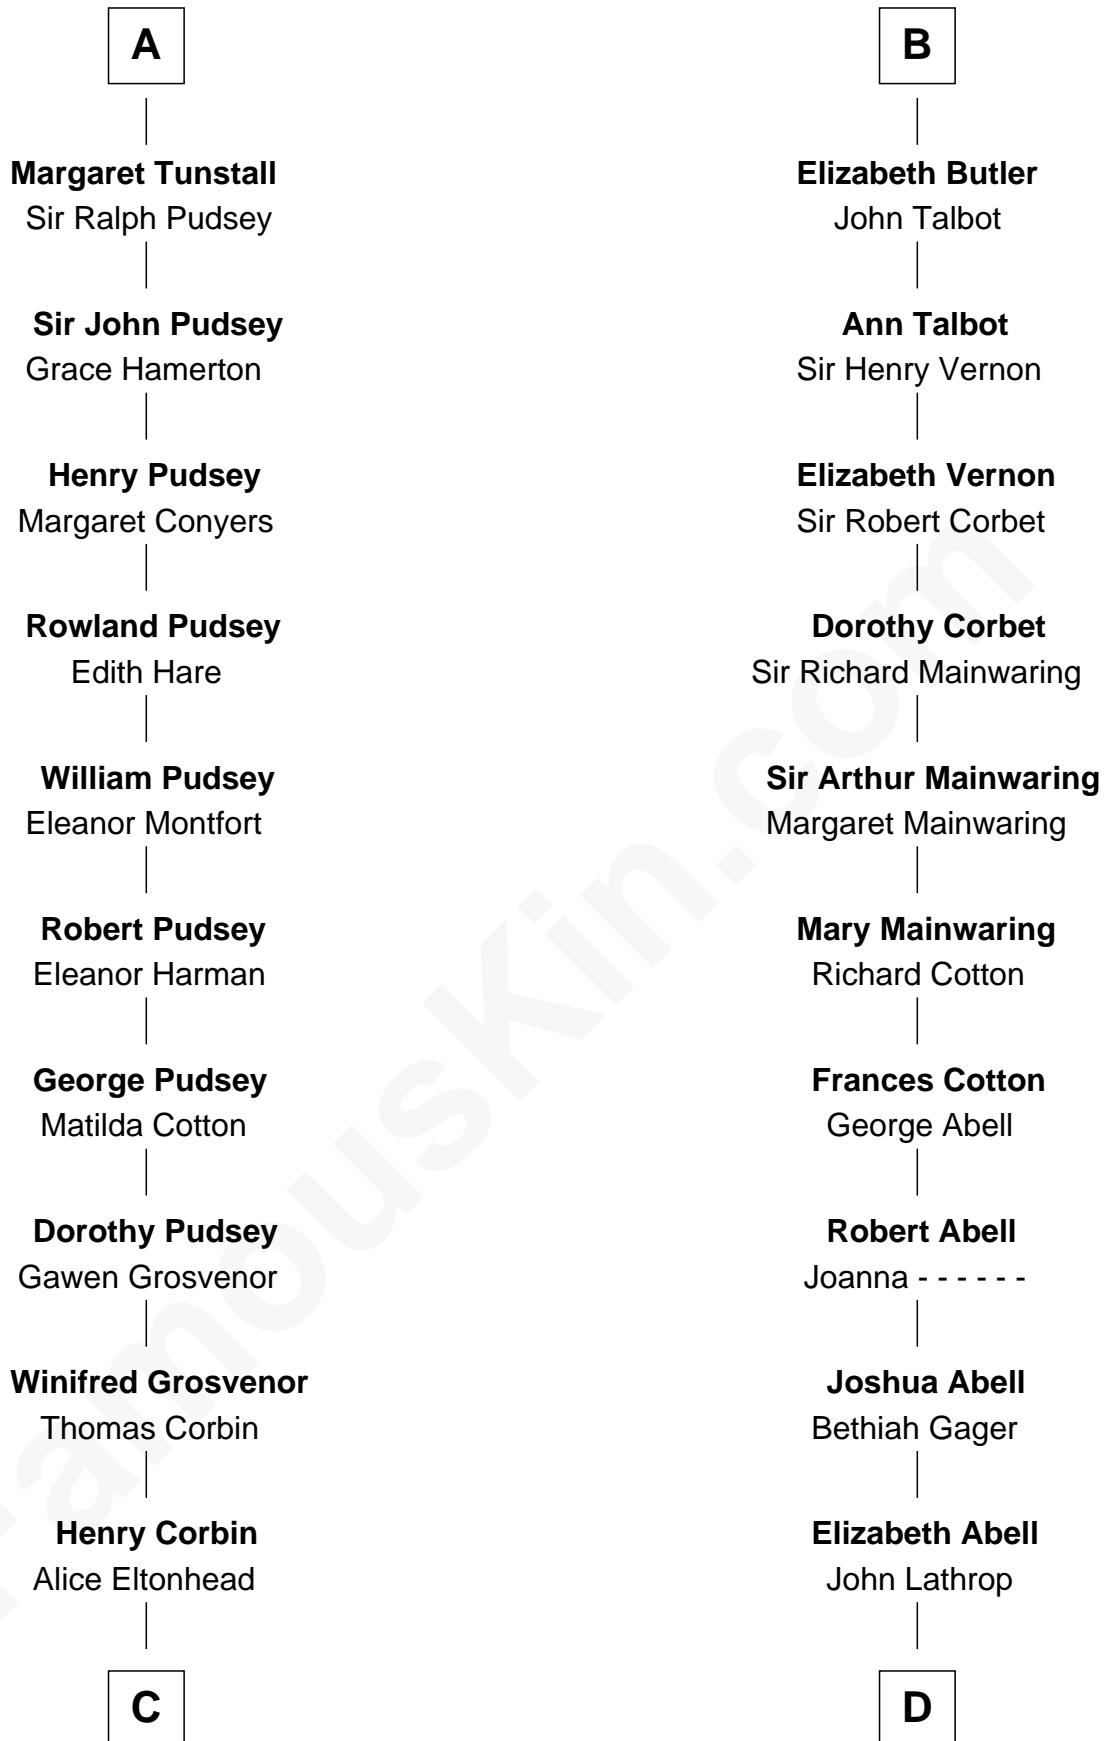 A
Margaret Tunstall
Sir Ralph Pudsey
Sir John Pudsey
Grace Hamerton
Henry Pudsey
Margaret Conyers
Rowland Pudsey
Edith Hare
William Pudsey
Eleanor Montfort
Robert Pudsey
Eleanor Harman
George Pudsey
Matilda Cotton
Dorothy Pudsey
Gawen Grosvenor
Winifred Grosvenor
Thomas Corbin
Henry Corbin
Alice Eltonhead
C
B
Elizabeth Butler
John Talbot
Ann Talbot
Sir Henry Vernon
Elizabeth Vernon
Sir Robert Corbet
Dorothy Corbet
Sir Richard Mainwaring
Sir Arthur Mainwaring
Margaret Mainwaring
Mary Mainwaring
Richard Cotton
Frances Cotton
George Abell
Robert Abell
Joanna - - - - - -
Joshua Abell
Bethiah Gager
Elizabeth Abell
John Lathrop
D
FamousKin.com